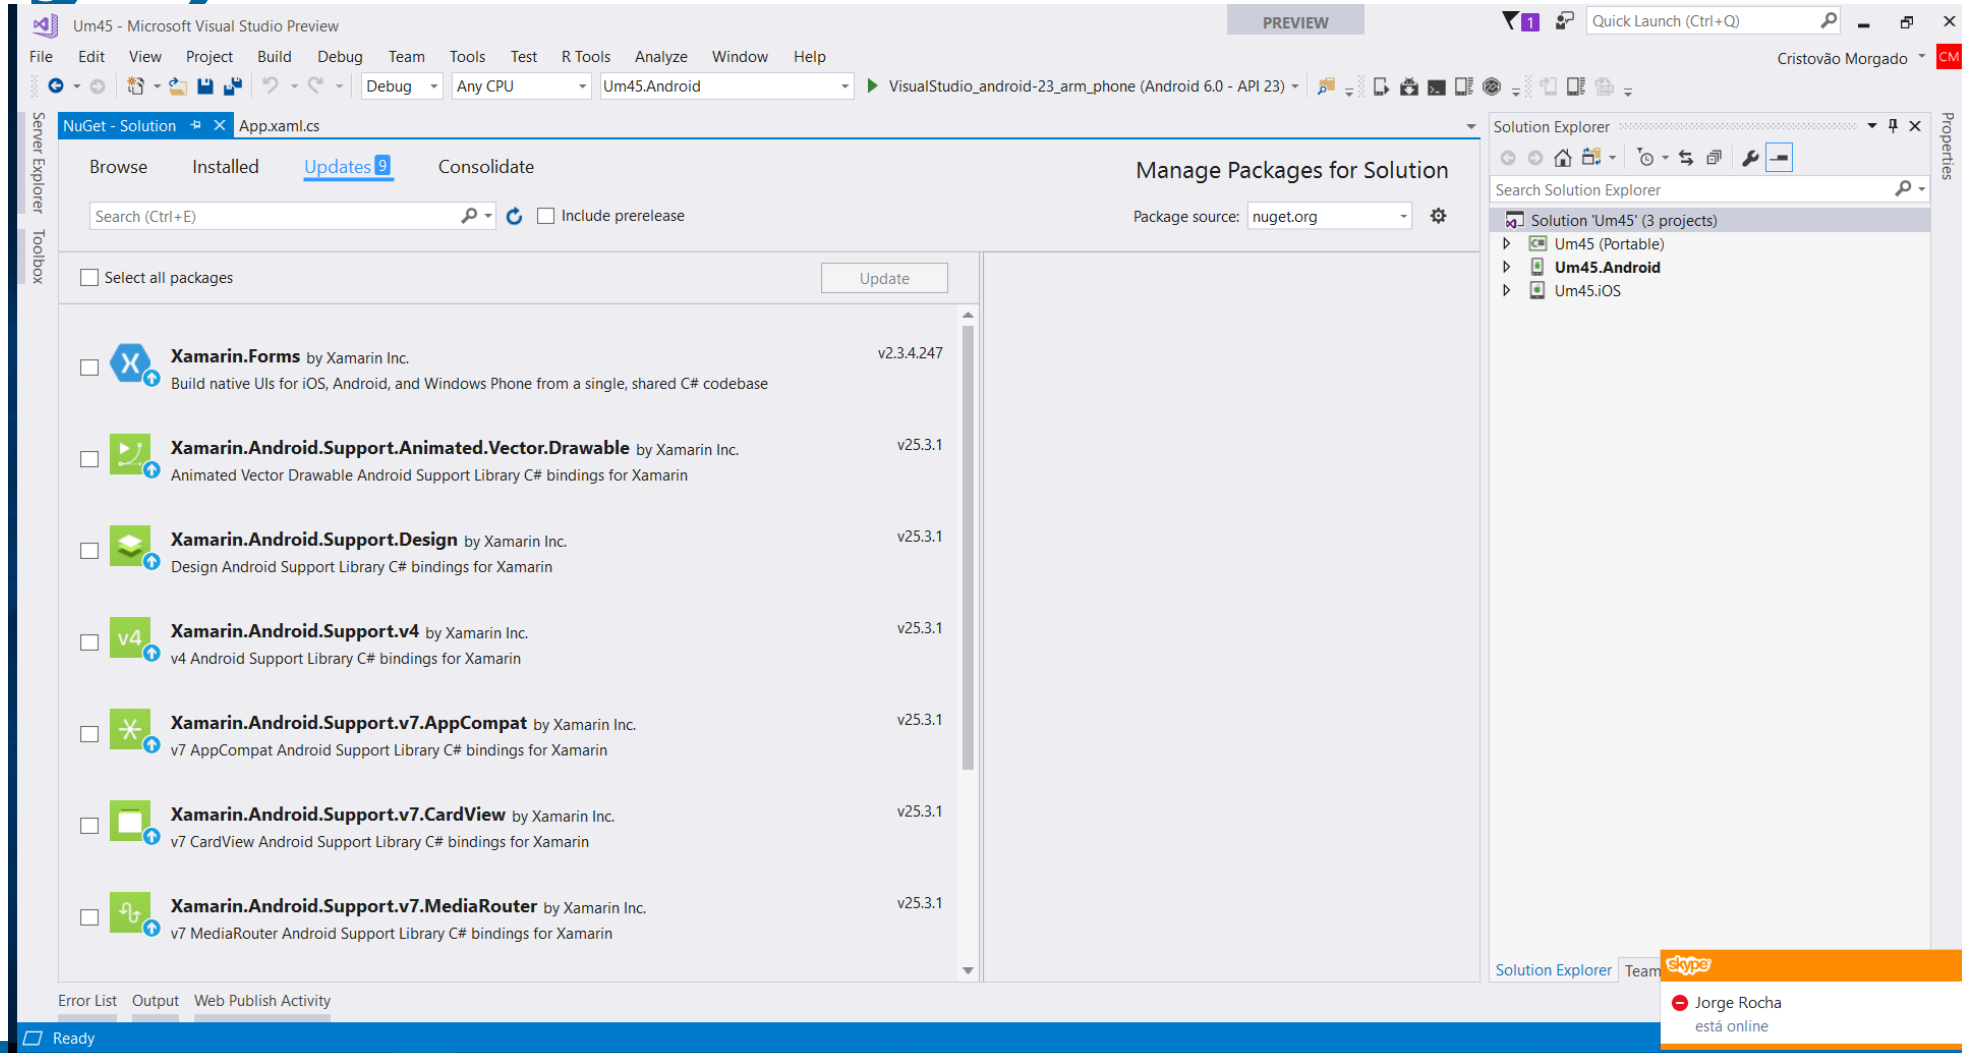 Um45 - Microsoft Visual Studio Preview
PREVIEW
1
Quick Launch (Ctrl+Q)
File Edit View Project Build Debug Team Tools Test R Tools Analyze Window Help
Cristovão Morgado CM
Debug Any CPU Um45.Android VisualStudio_android-23_arm_phone (Android 6.0 - API 23)
Server Explorer
Toolbox
NuGet - Solution App.xaml.cs
Browse Installed Updates 9 Consolidate
Manage Packages for Solution
Search (Ctrl+E) Include prerelease
Package source: nuget.org
Select all packages Update
Xamarin.Forms by Xamarin Inc. v2.3.4.247
Build native UIs for iOS, Android, and Windows Phone from a single, shared C# codebase
Xamarin.Android.Support.Animated.Vector.Drawable by Xamarin Inc. v25.3.1
Animated Vector Drawable Android Support Library C# bindings for Xamarin
Xamarin.Android.Support.Design by Xamarin Inc. v25.3.1
Design Android Support Library C# bindings for Xamarin
v4
Xamarin.Android.Support.v4 by Xamarin Inc. v25.3.1
v4 Android Support Library C# bindings for Xamarin
Xamarin.Android.Support.v7.AppCompat by Xamarin Inc. v25.3.1
v7 AppCompat Android Support Library C# bindings for Xamarin
Xamarin.Android.Support.v7.CardView by Xamarin Inc. v25.3.1
v7 CardView Android Support Library C# bindings for Xamarin
Xamarin.Android.Support.v7.MediaRouter by Xamarin Inc. v25.3.1
v7 MediaRouter Android Support Library C# bindings for Xamarin
Solution Explorer
Search Solution Explorer
Solution 'Um45' (3 projects)
C# Um45 (Portable)
Um45.Android
Um45.iOS
Properties
Solution Explorer Team
Error List Output Web Publish Activity
Ready
skype
Jorge Rocha
está online